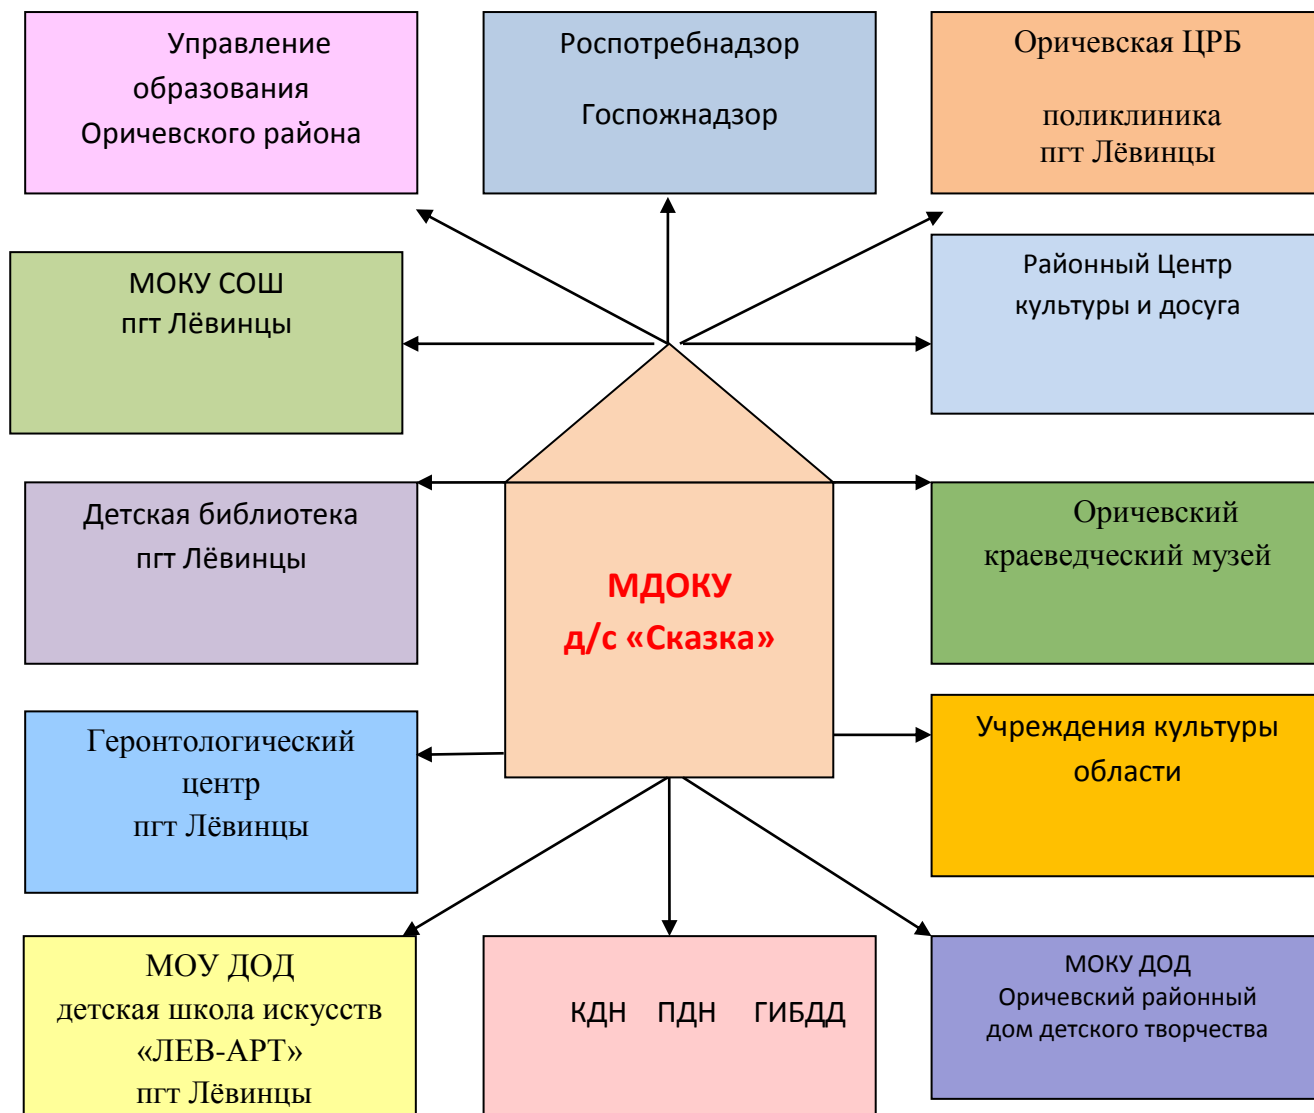 Управление
образования
Оричевского района
Роспотребнадзор
Госпожнадзор
Оричевская ЦРБ
поликлиника
пгт Лёвинцы
МОКУ СОШ
пгт Лёвинцы
Районный Центр
культуры и досуга
Детская библиотека
пгт Лёвинцы
МДОКУ
д/с «Сказка»
Оричевский
краеведческий музей
Геронтологический
центр
пгт Лёвинцы
Учреждения культуры
области
МОУ ДОД
детская школа искусств
«ЛЕВ-АРТ»
пгт Лёвинцы
КДН ПДН ГИБДД
МОКУ ДОД
Оричевский районный
дом детского творчества